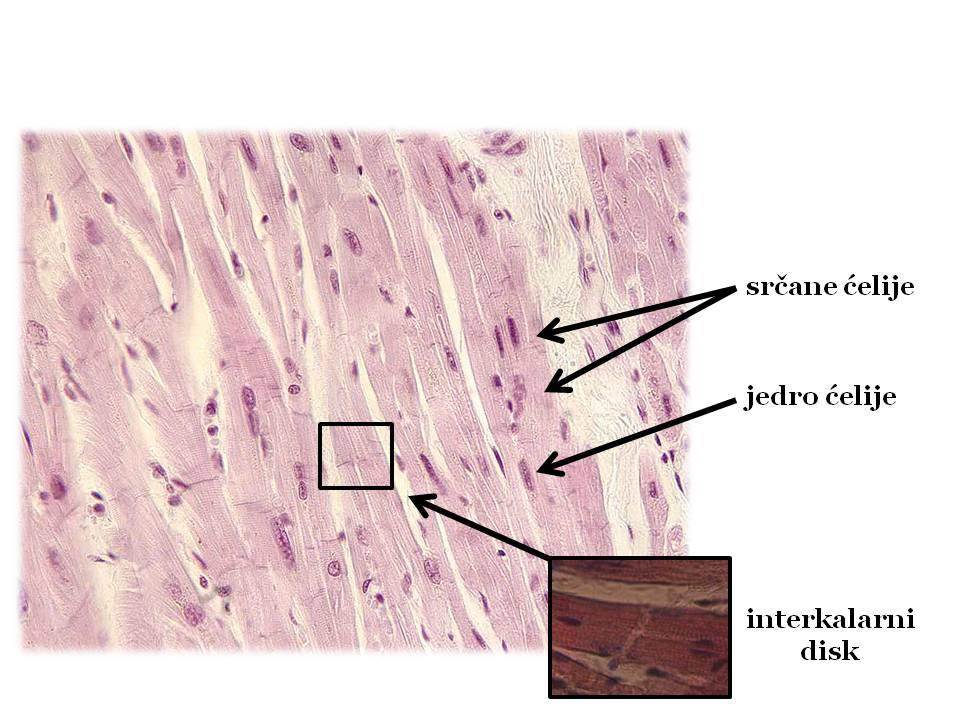 srčane ćelije
jedro ćelije
interkalarni
disk